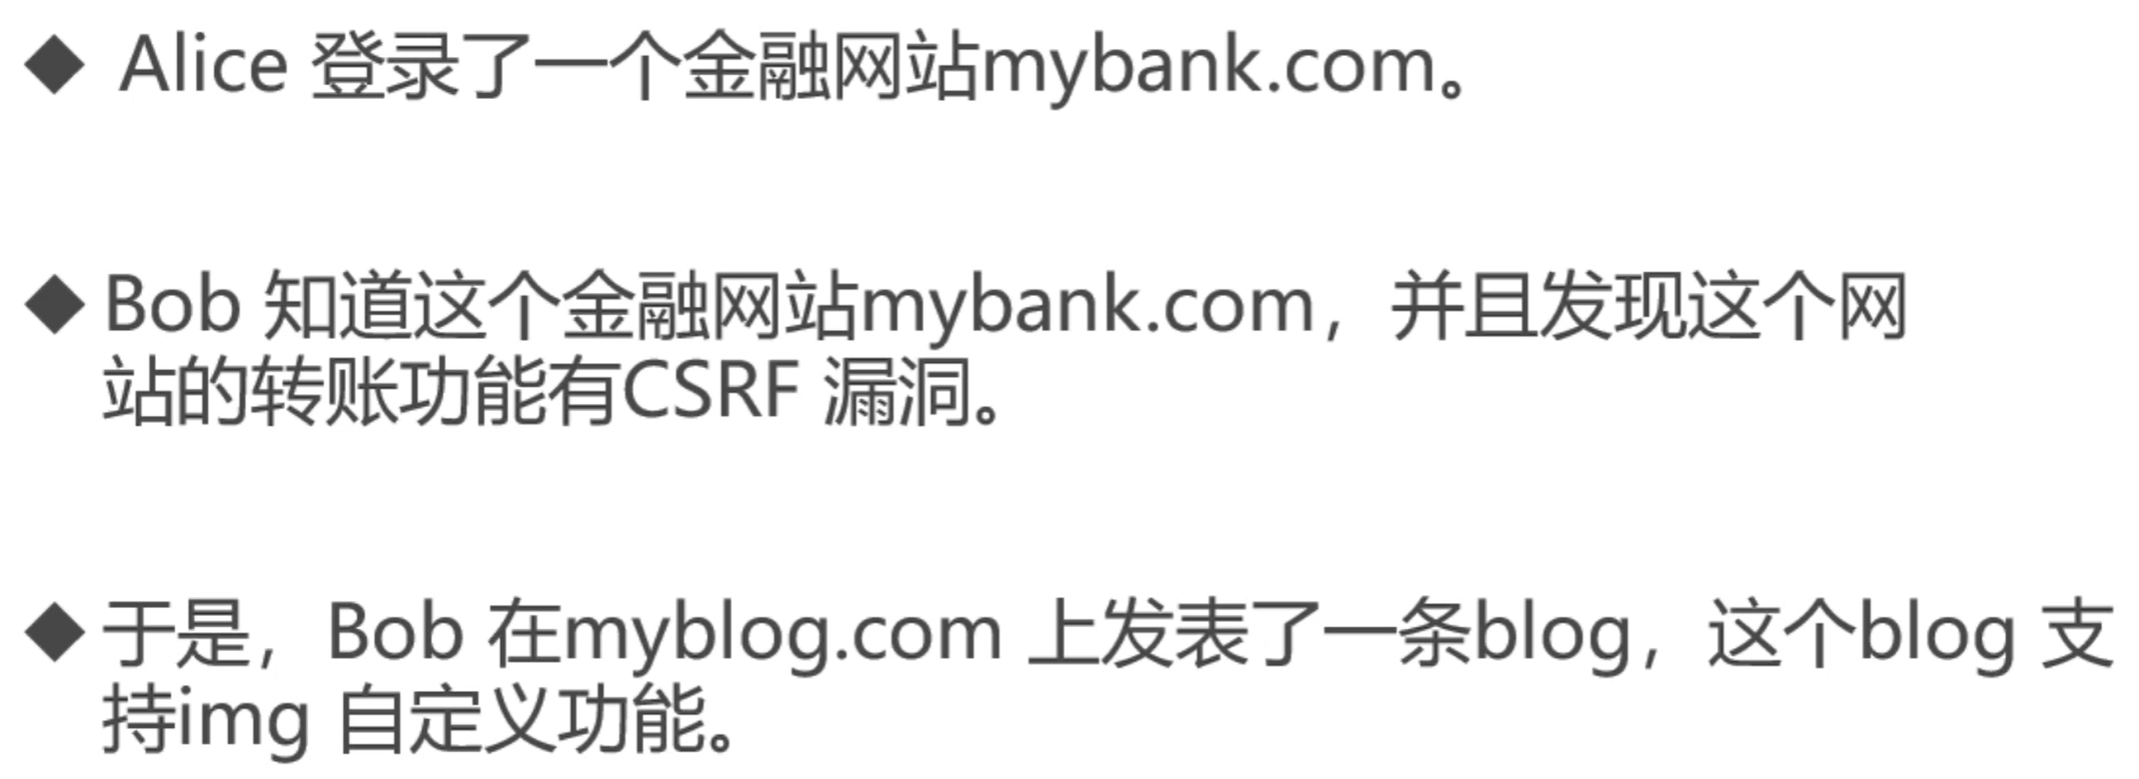 ◆ Alice 登录了一个金融网站mybank.com。
◆ Bob 知道这个金融网站mybank.com，并且发现这个网
站的转账功能有CSRF 漏洞。
◆ 于是，Bob 在myblog.com 上发表了一条blog，这个blog 支
持img 自定义功能。